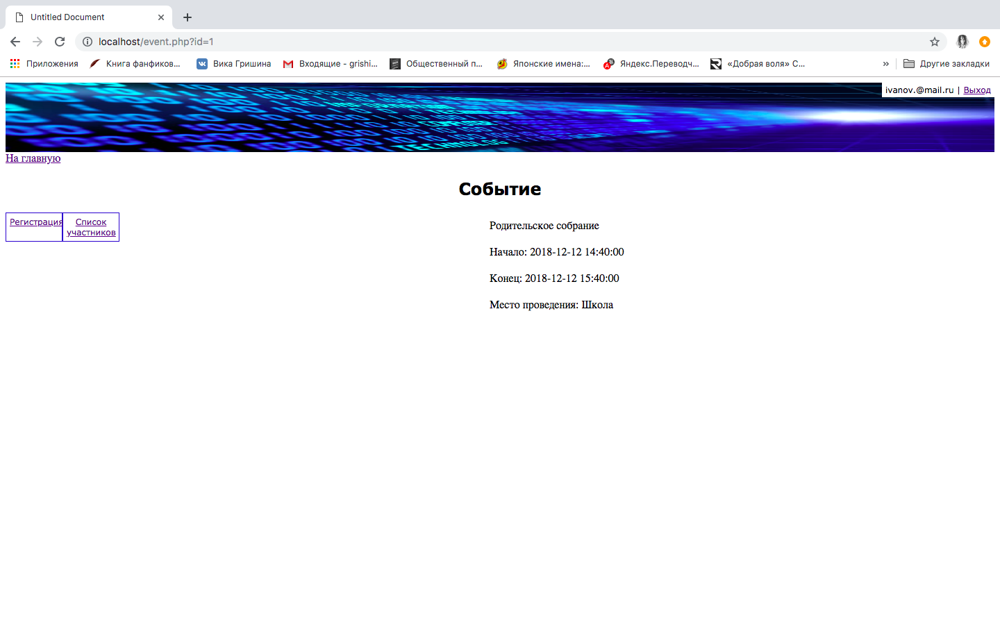 Untitled Document
localhost/event.php?id=1
Приложения
Книга фанфиков...
Вика Гришина
Входящие - grishi...
Общественный п...
Японские имена:...
Яндекс.Переводч...
«Добрая воля» С...
»
Другие закладки
ivanov.@mail.ru | Выход
TECHNOLOG
На главную
Событие
Регистрация
Список
участников
Родительское собрание
Начало: 2018-12-12 14:40:00
Конец: 2018-12-12 15:40:00
Место проведения: Школа